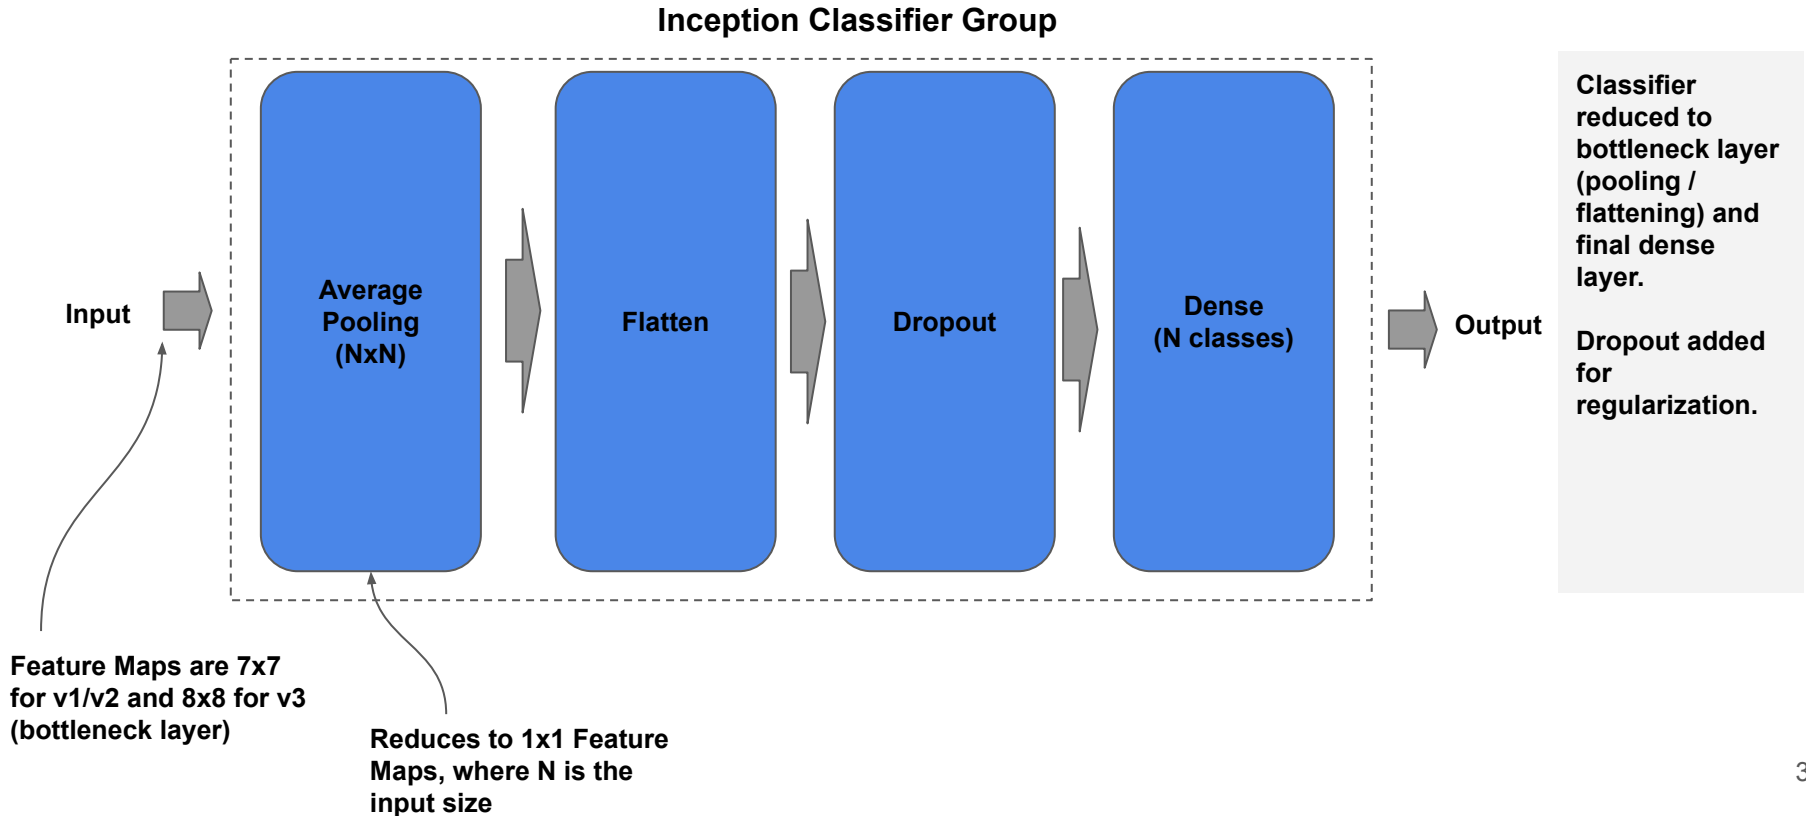 Inception Classifier Group
Input
Average
Pooling
(NxN)
Flatten
Dropout
Dense
(N classes)
Output
Classifier
reduced to
bottleneck layer
(pooling /
flattening) and
final dense
layer.
Dropout added
for
regularization.
Feature Maps are 7x7
for v1/v2 and 8x8 for v3
(bottleneck layer)
Reduces to 1x1 Feature
Maps, where N is the
input size